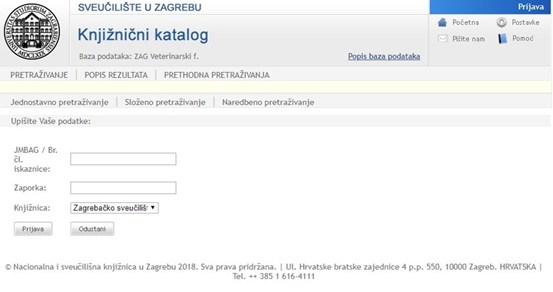 SVEUČILIŠTE U ZAGREBU
Prijava
Knjižnični katalog
Početna Postavke
Pišite nam Pomoć
Baza podataka: ZAG Veterinarski f. Popis baza podataka
PRETRAŽIVANJE | POPIS REZULTATA | PRETHODNA PRETRAŽIVANJA
Jednostavno pretraživanje | Složeno pretraživanje | Naredbeno pretraživanje
Upišite Vaše podatke:
JMBAG / Br.
čl.
iskaznice:
Zaporka:
Knjižnica: Zagrebačko sveučiliš
Prijava Odustani
© Nacionalna i sveučilišna knjižnica u Zagrebu 2018. Sva prava pridržana. | Ul. Hrvatske bratske zajednice 4 p.p. 550, 10000 Zagreb. HRVATSKA |
Tel. ++ 385 1 616-4111